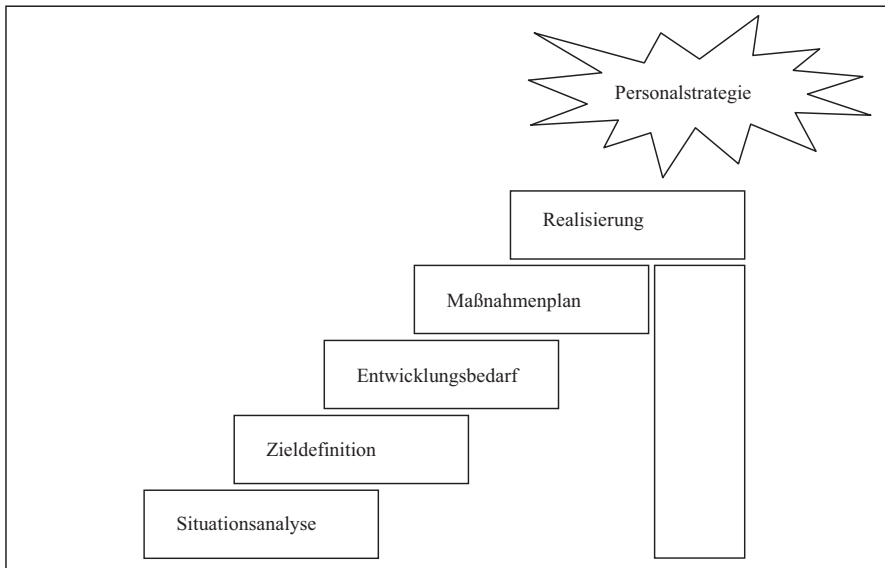 Personalstrategie
Realisierung
Maßnahmenplan
Entwicklungsbedarf
Zieldefinition
Situationsanalyse